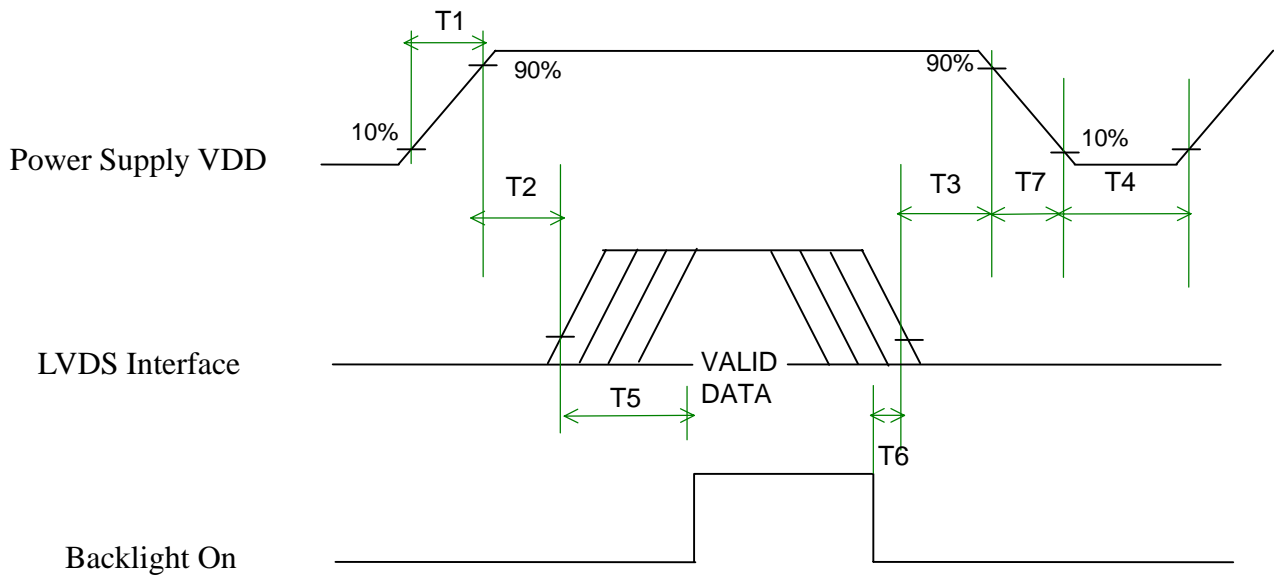 T1
90%
90%
10%
10%
Power Supply VDD
T2
T3
T7
T4
LVDS Interface
VALID
DATA
T5
T6
Backlight On